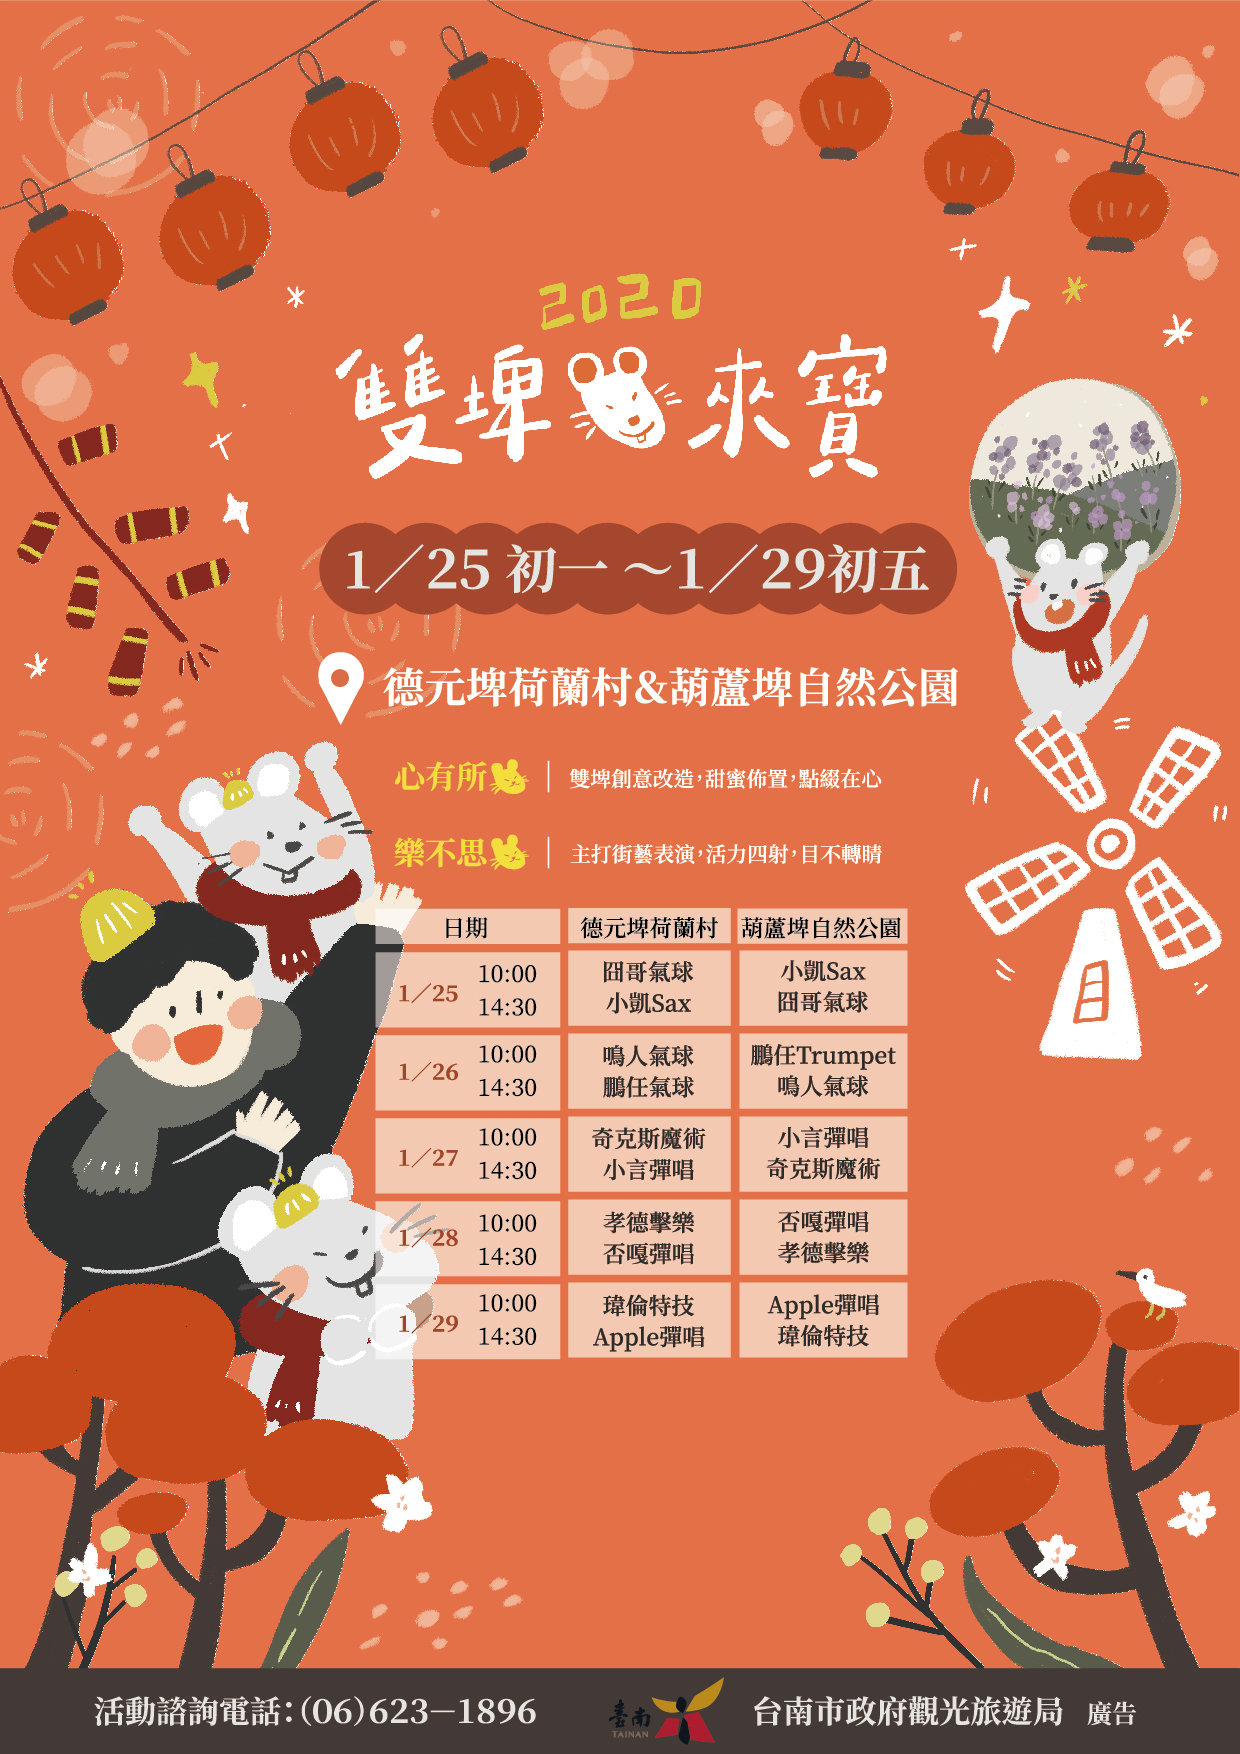 2020
雙埤來寶
1／25 初一 ～1／29初五
德元埤荷蘭村&葫蘆埤自然公園
心有所
雙埤創意改造，甜蜜佈置，點綴在心
樂不思
主打街藝表演，活力四射，目不轉睛
日期 德元埤荷蘭村 葫蘆埤自然公園
1／25 10:00 囧哥氣球 小凱Sax
14:30 小凱Sax 囧哥氣球
1／26 10:00 鳴人氣球 鵬任Trumpet
14:30 鵬任氣球 鳴人氣球
1／27 10:00 奇克斯魔術 小言彈唱
14:30 小言彈唱 奇克斯魔術
1／28 10:00 孝德擊樂 否嘎彈唱
14:30 否嘎彈唱 孝德擊樂
1／29 10:00 瑋倫特技 Apple彈唱
14:30 Apple彈唱 瑋倫特技
活動諮詢電話：(06)623－1896
臺南
TAINAN
台南市政府觀光旅遊局 廣告